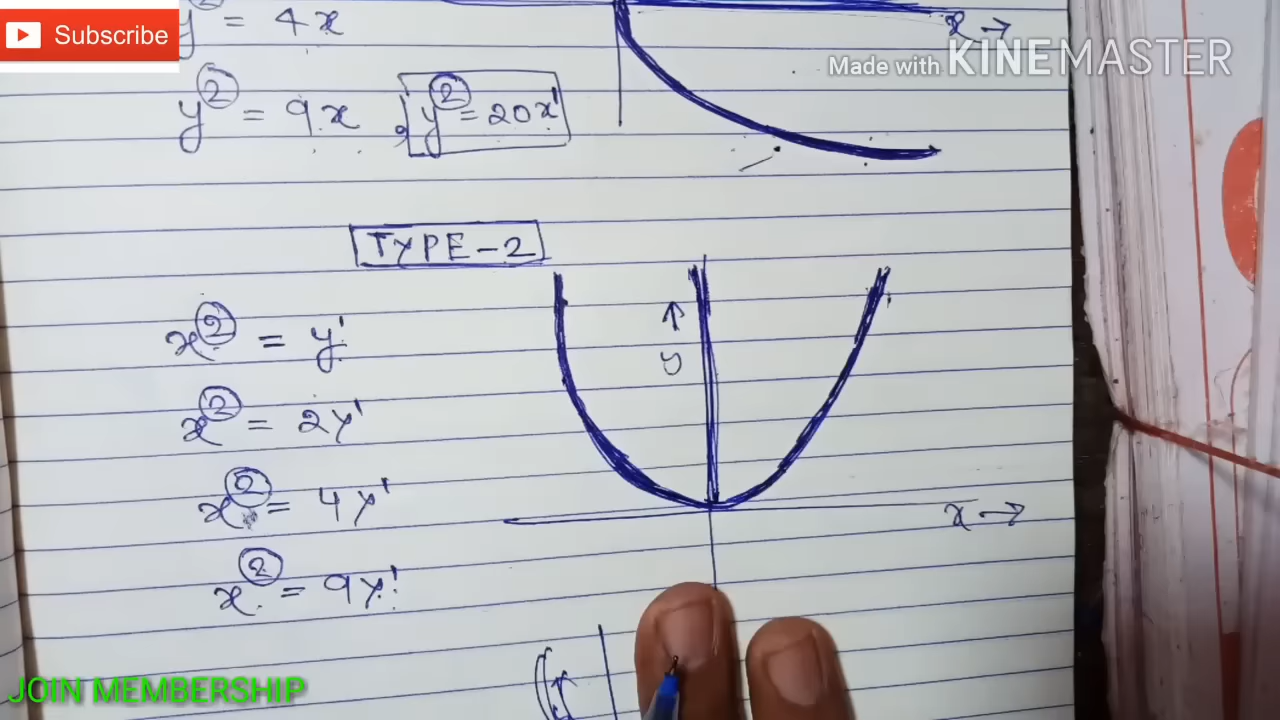 Subscribe
y² = 4x
x →
Made with KINEMASTER
y² = 9x
y² = 20x'
TYPE-2
x² = y'
↑
y
x² = 2y'
x² = 4y'
x →
x² = 9y'
JOIN MEMBERSHIP